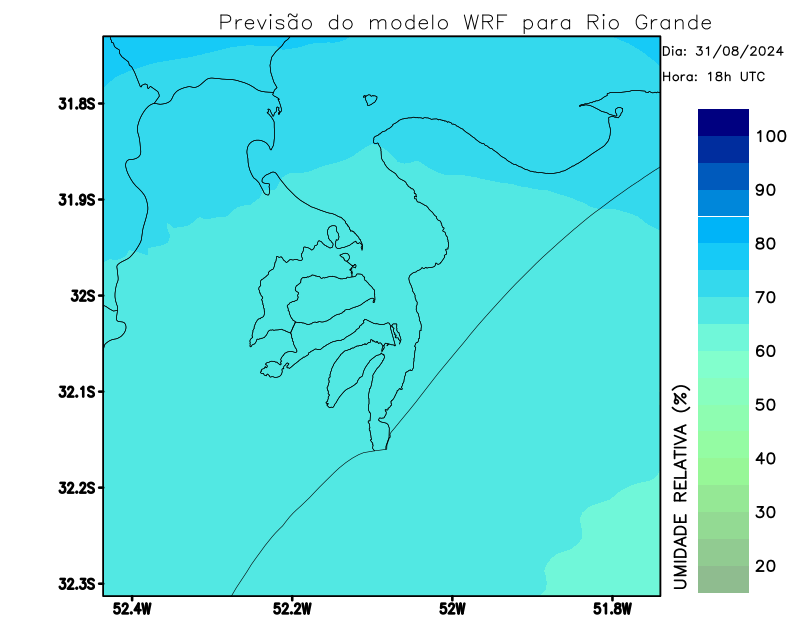 Previsão do modelo WRF para Rio Grande
Dia: 31/08/2024
Hora: 18h UTC
31.8S
31.9S
32S
32.1S
32.2S
32.3S
52.4W
52.2W
52W
51.8W
UMIDADE RELATIVA (%)
100
90
80
70
60
50
40
30
20